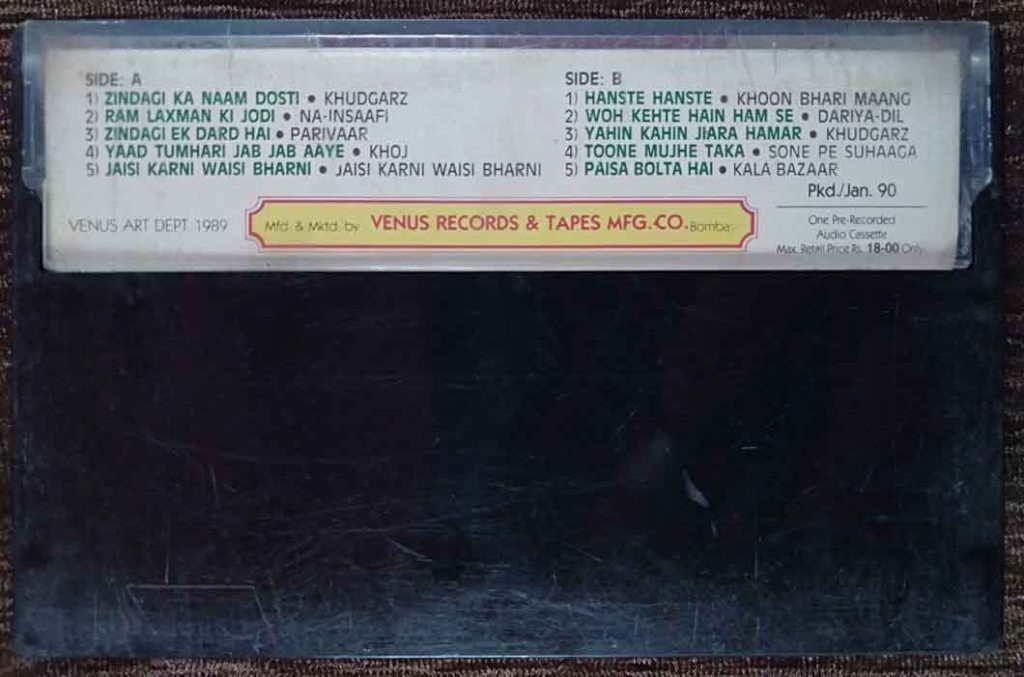 SIDE: A
1) ZINDAGI KA NAAM DOSTI • KHUDGARZ
2) RAM LAXMAN KI JODI • NA-INSAAFI
3) ZINDAGI EK DARD HAI • PARIVAAR
4) YAAD TUMHARI JAB JAB AAYE • KHOJ
5) JAISI KARNI WAISI BHARNI • JAISI KARNI WAISI BHARNI
SIDE: B
1) HANSTE HANSTE • KHOON BHARI MAANG
2) WOH KEHTE HAIN HAM SE • DARIYA-DIL
3) YAHIN KAHIN JIARA HAMAR • KHUDGARZ
4) TOONE MUJHE TAKA • SONE PE SUHAAGA
5) PAISA BOLTA HAI • KALA BAZAAR
Pkd./Jan. 90
VENUS ART DEPT 1989
Mfd. & Mktd. by VENUS RECORDS & TAPES MFG.CO.
One Pre-Recorded
Audio Cassette
Max. Retail Price Rs. 18-00 Only